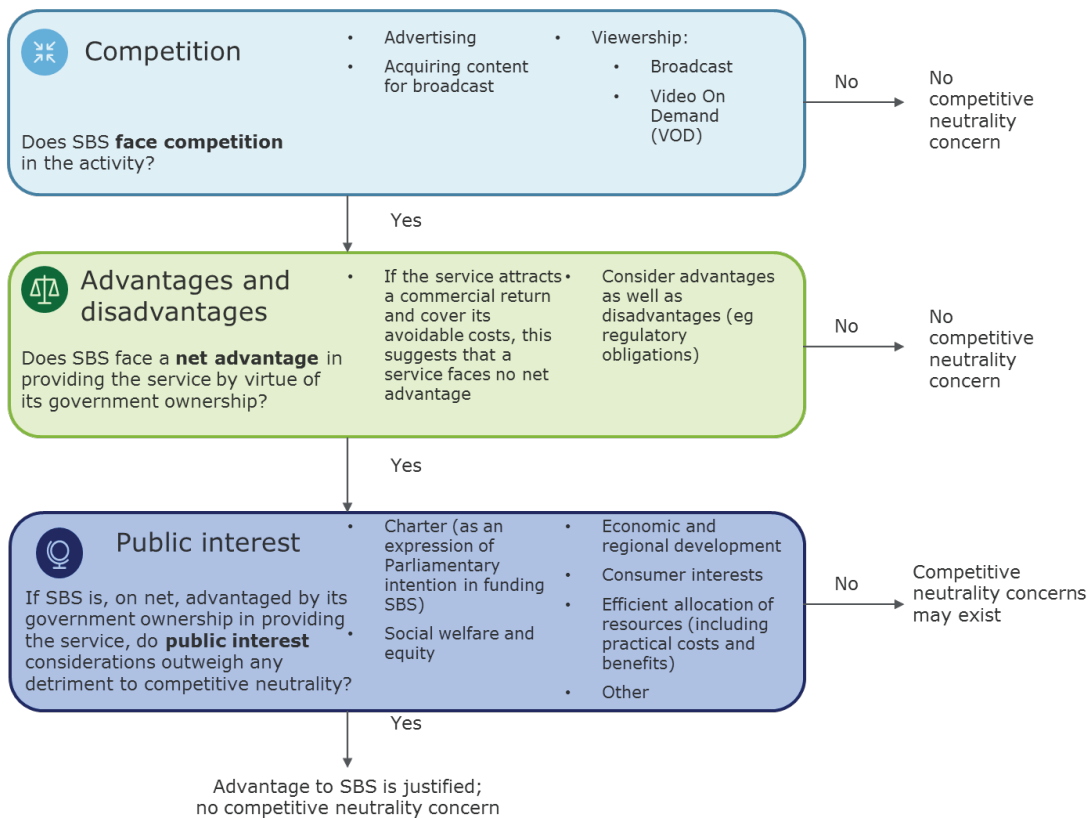 Competition
Does SBS face competition
in the activity?
• Advertising
• Acquiring content
for broadcast
• Viewership:
• Broadcast
• Video On
Demand
(VOD)
No
No
competitive
neutrality
concern
Yes
Advantages and
disadvantages
Does SBS face a net advantage in
providing the service by virtue of
its government ownership?
• If the service attracts
a commercial return
and cover its
avoidable costs, this
suggests that a
service faces no net
advantage
• Consider advantages
as well as
disadvantages (eg
regulatory
obligations)
No
No
competitive
neutrality
concern
Yes
Public interest
If SBS is, on net, advantaged by its
government ownership in providing
the service, do public interest
considerations outweigh any
detriment to competitive neutrality?
• Charter (as an
expression of
Parliamentary
intention in funding
SBS)
• Social welfare and
equity
• Economic and
regional development
• Consumer interests
• Efficient allocation of
resources (including
practical costs and
benefits)
• Other
No
Competitive
neutrality concerns
may exist
Yes
Advantage to SBS is justified;
no competitive neutrality concern